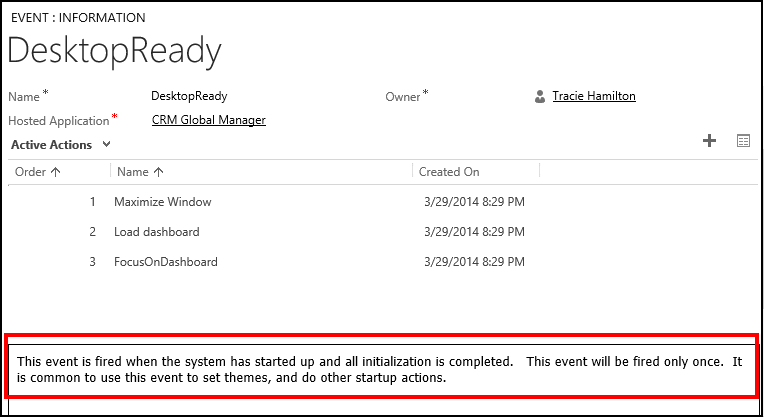 EVENT : INFORMATION
DesktopReady
Name* DesktopReady Owner* Tracie Hamilton
Hosted Application* CRM Global Manager
Active Actions
Order Name Created On
1 Maximize Window 3/29/2014 8:29 PM
2 Load dashboard 3/29/2014 8:29 PM
3 FocusOnDashboard 3/29/2014 8:29 PM
This event is fired when the system has started up and all initialization is completed.   This event will be fired only once.  It
is common to use this event to set themes, and do other startup actions.